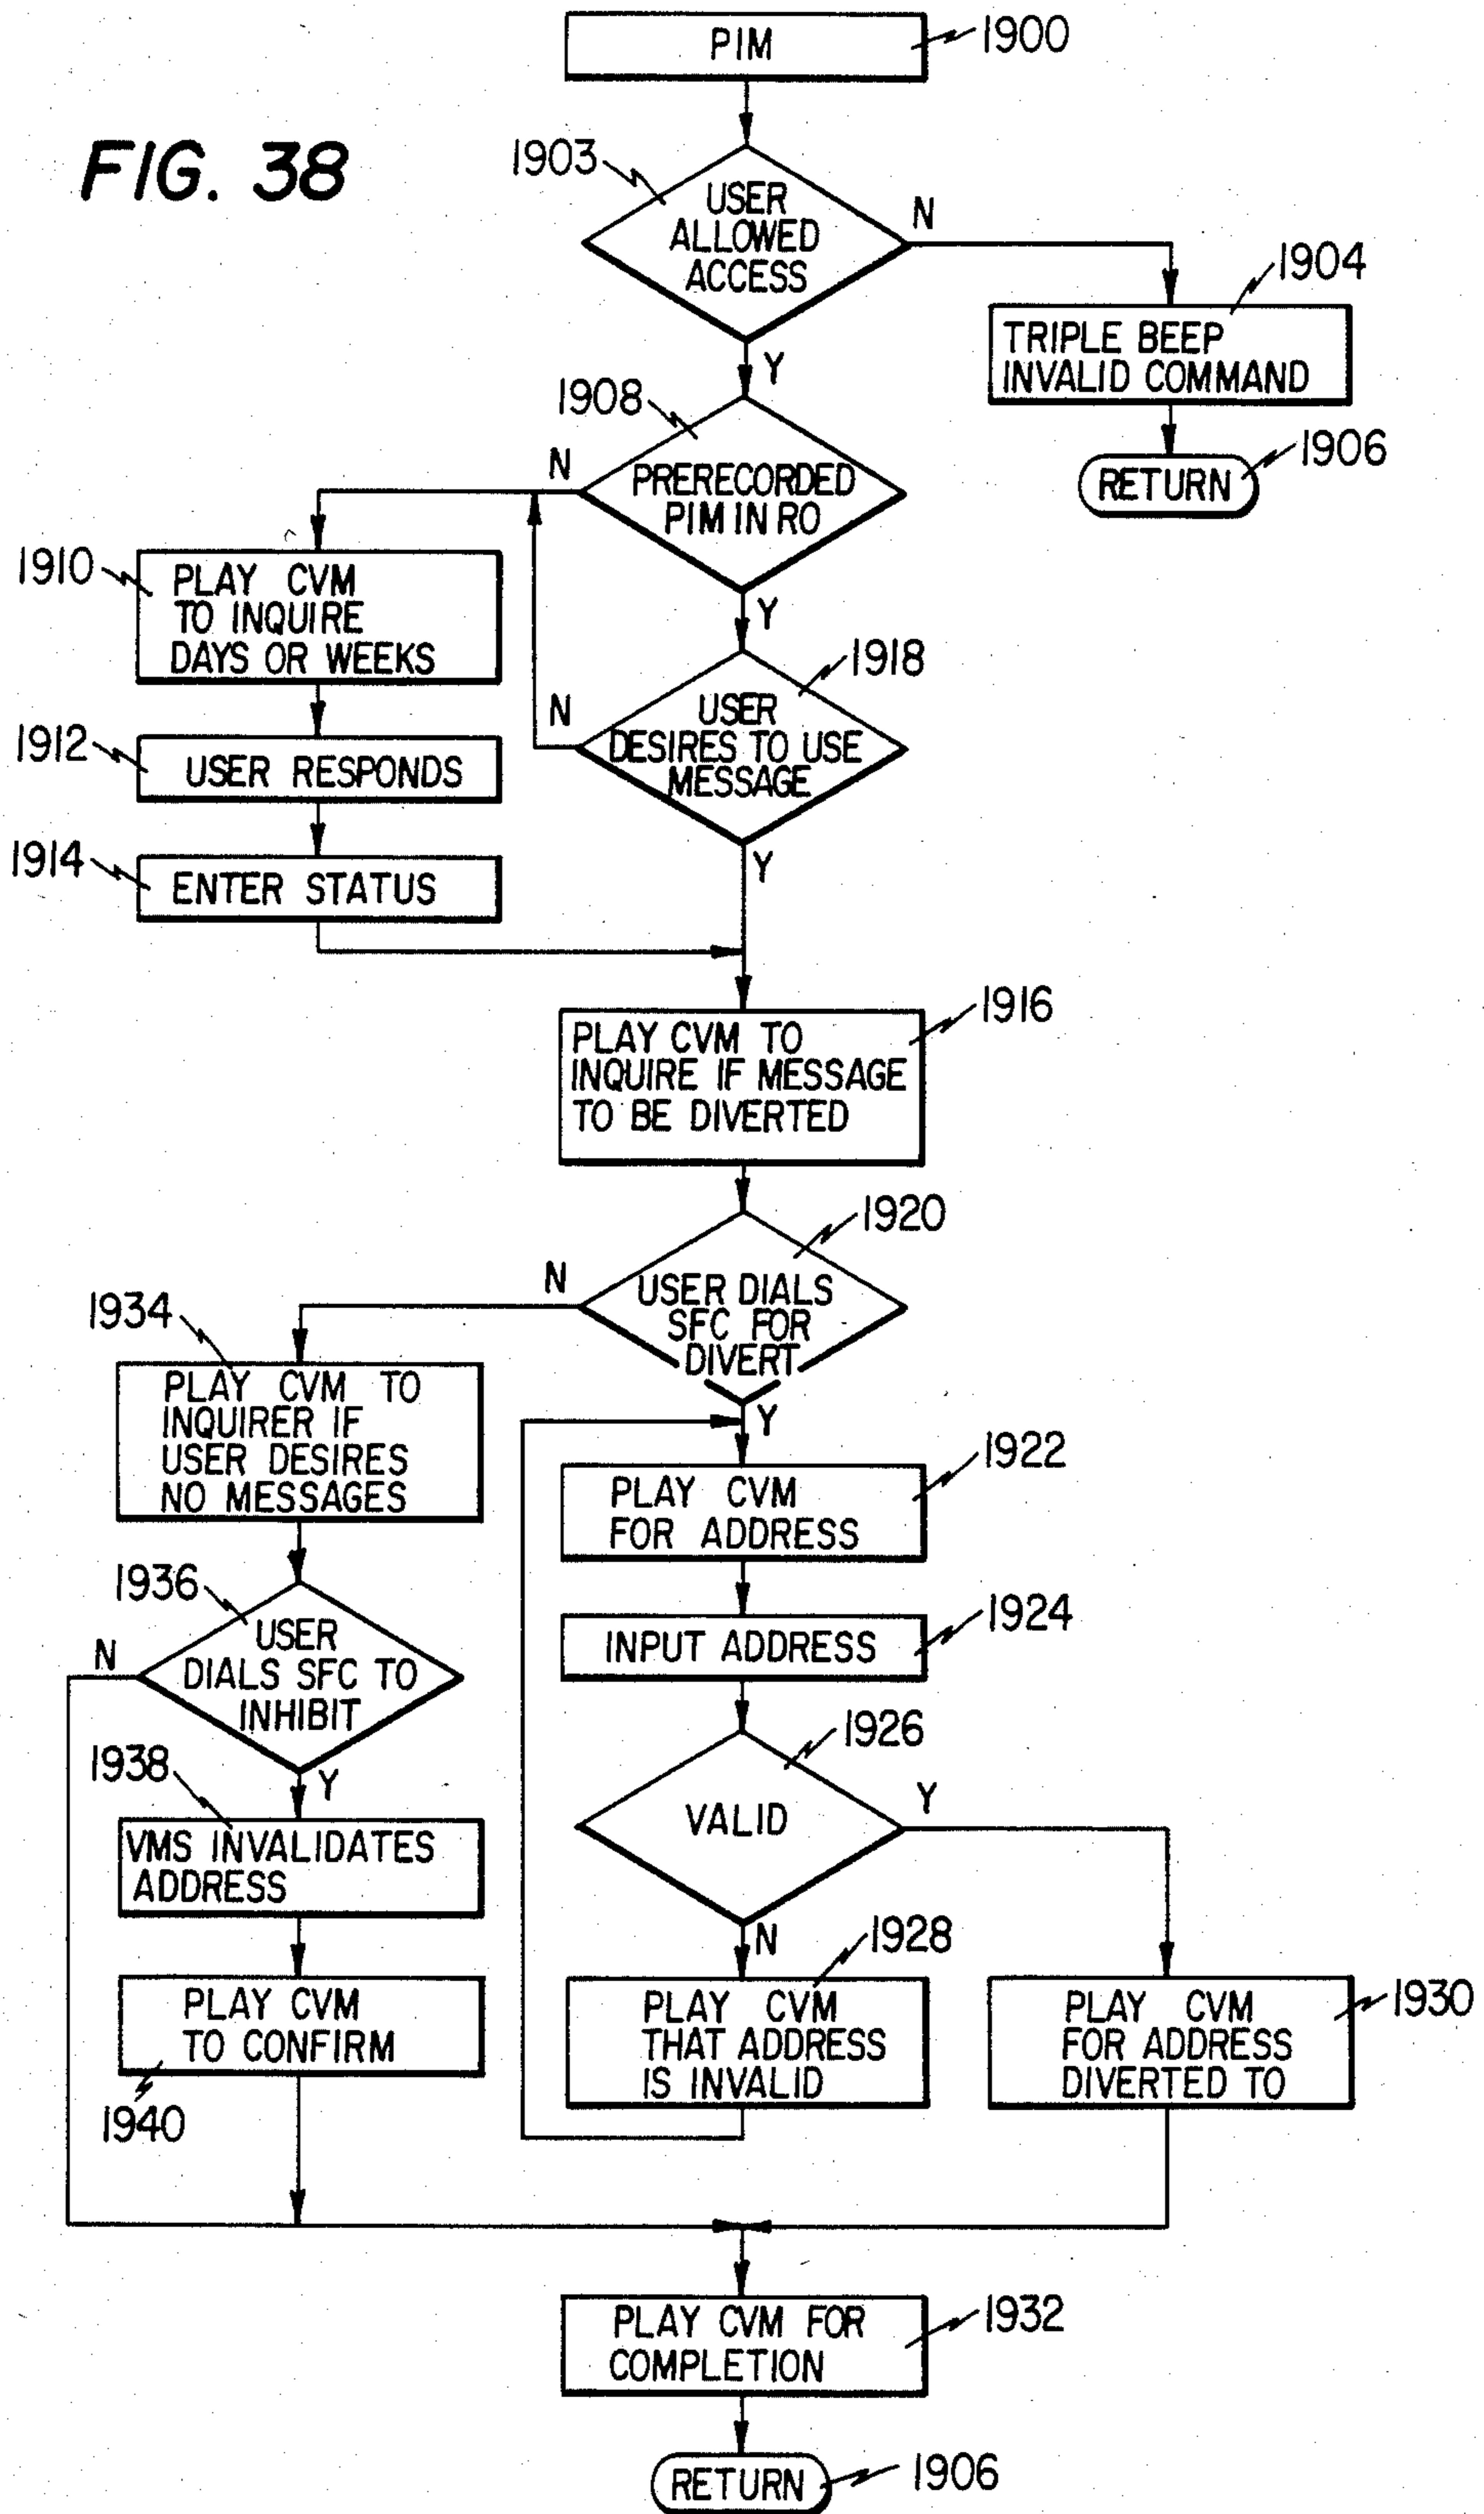 PIM
1900
FIG. 38
1903
USER
ALLOWED
ACCESS
N
1904
TRIPLE BEEP
INVALID COMMAND
Y
1906
RETURN
1908
N
PRERECORDED
PIM IN RO
Y
1910
PLAY CVM
TO INQUIRE
DAYS OR WEEKS
1918
N
USER
DESIRES TO USE
MESSAGE
Y
1912
USER RESPONDS
1914
ENTER STATUS
1916
PLAY CVM TO
INQUIRE IF MESSAGE
TO BE DIVERTED
1920
N
USER DIALS
SFC FOR
DIVERT
Y
1934
PLAY CVM TO
INQUIRER IF
USER DESIRES
NO MESSAGES
1922
PLAY CVM
FOR ADDRESS
1936
N
USER
DIALS SFC TO
INHIBIT
Y
1924
INPUT ADDRESS
1926
VALID
Y
N
1938
VMS INVALIDATES
ADDRESS
1928
PLAY CVM
THAT ADDRESS
IS INVALID
1930
PLAY CVM
FOR ADDRESS
DIVERTED TO
PLAY CVM
TO CONFIRM
1940
1932
PLAY CVM FOR
COMPLETION
RETURN
1906